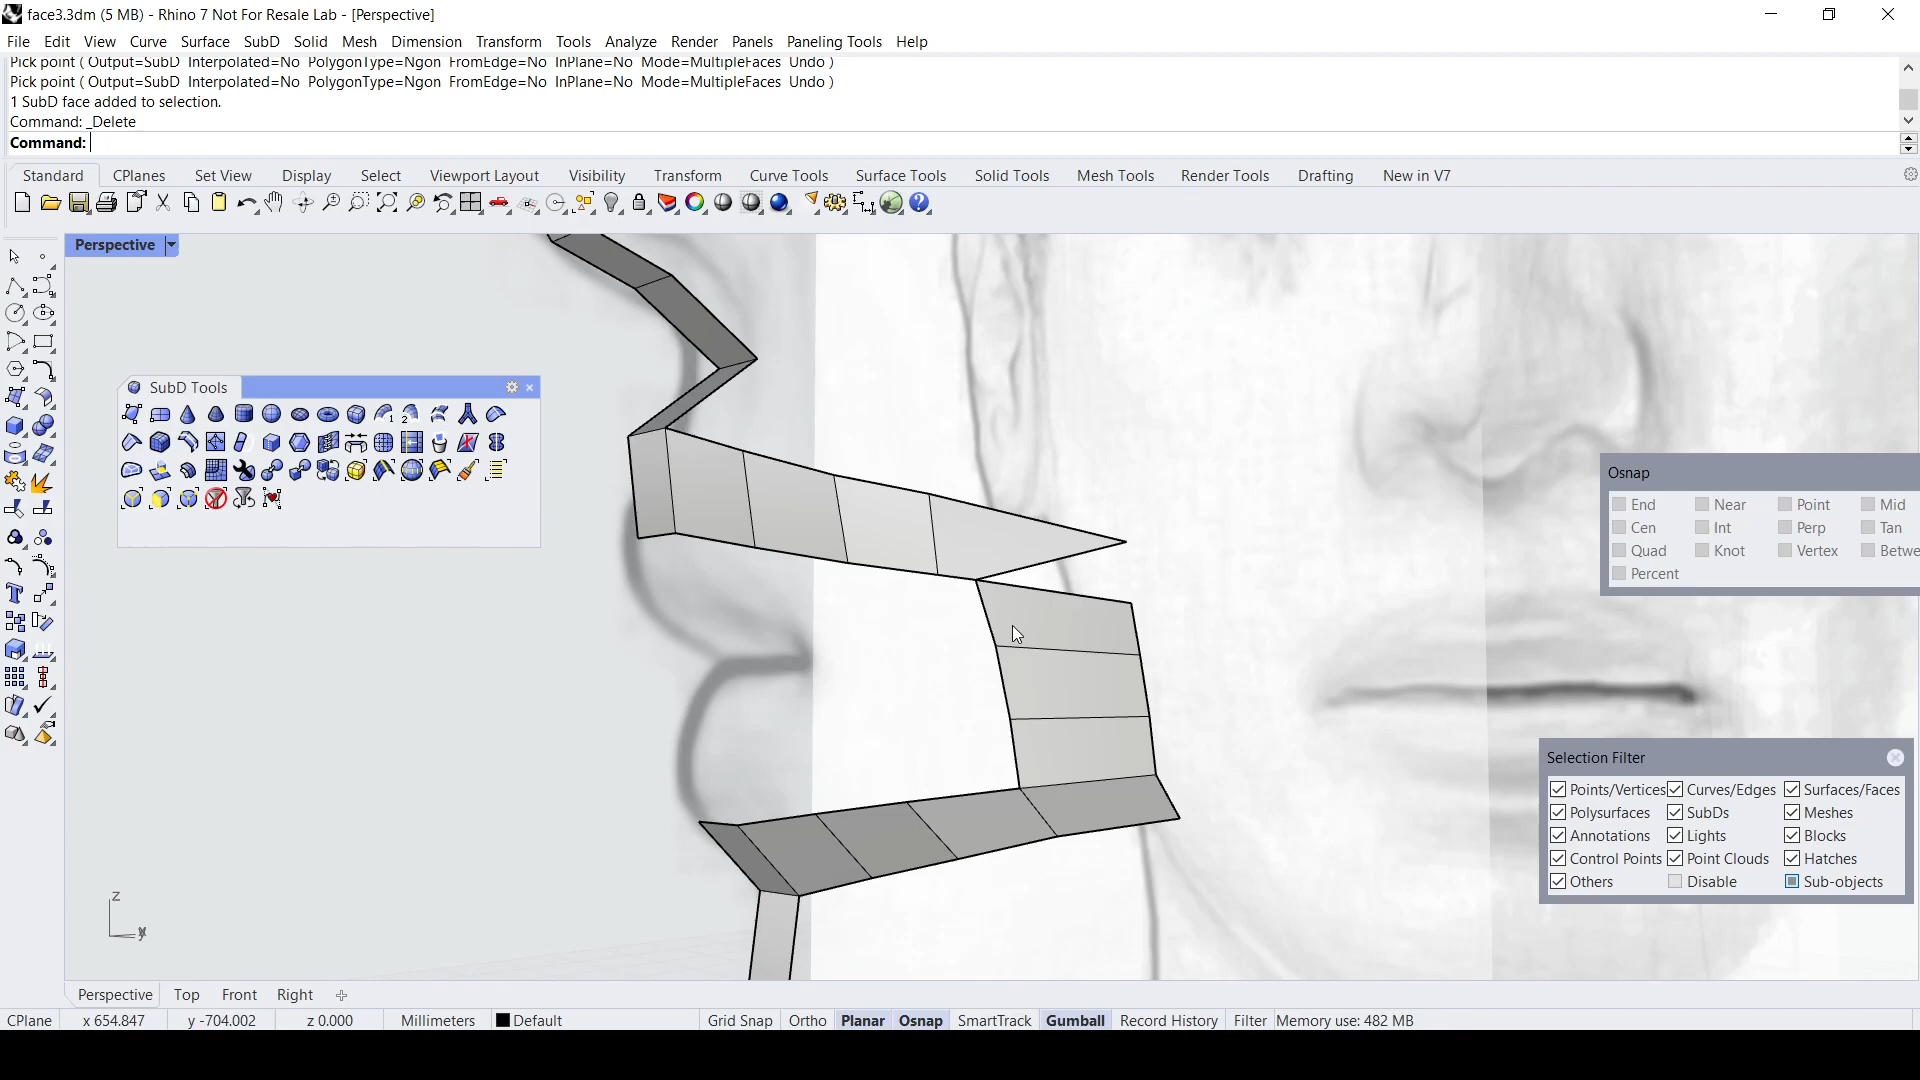 face3.3dm (5 MB) - Rhino 7 Not For Resale Lab - [Perspective]
File Edit View Curve Surface SubD Solid Mesh Dimension Transform Tools Analyze Render Panels Paneling Tools Help
Pick point ( Output=SubD Interpolated=No PolygonType=Ngon FromEdge=No InPlane=No Mode=MultipleFaces Undo )
Pick point ( Output=SubD Interpolated=No PolygonType=Ngon FromEdge=No InPlane=No Mode=MultipleFaces Undo )
1 SubD face added to selection.
Command: _Delete
Command:
Standard CPlanes Set View Display Select Viewport Layout Visibility Transform Curve Tools Surface Tools Solid Tools Mesh Tools Render Tools Drafting New in V7
Perspective
SubD Tools
Osnap
End Near Point Mid
Cen Int Perp Tan
Quad Knot Vertex Betwe
Percent
Selection Filter
Points/Vertices Curves/Edges Surfaces/Faces
Polysurfaces SubDs Meshes
Annotations Lights Blocks
Control Points Point Clouds Hatches
Others Disable Sub-objects
z
y
Perspective Top Front Right
CPlane x 654.847 y -704.002 z 0.000 Millimeters Default Grid Snap Ortho Planar Osnap SmartTrack Gumball Record History Filter Memory use: 482 MB